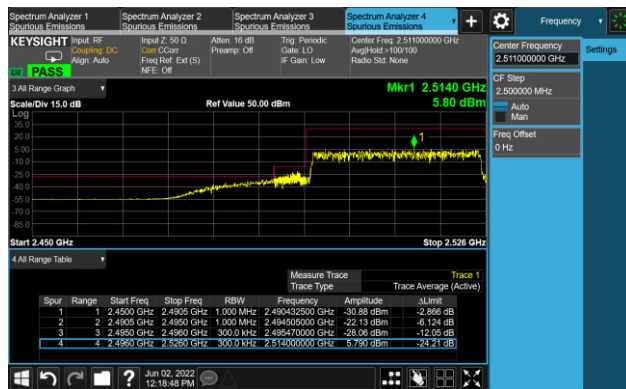 Spectrum Analyzer 1
Spurious Emissions
Spectrum Analyzer 2
Spurious Emissions
Spectrum Analyzer 3
Spurious Emissions
Spectrum Analyzer 4
Spurious Emissions
Frequency
KEYSIGHT
Input: RF
Coupling: DC
Align: Auto
Input Z: 50 Ω
Corr CCorr
Freq Ref: Ext (S)
NFE: Off
Atten: 16 dB
Preamp: Off
Trig: Periodic
Gate: LO
IF Gain: Low
Center Freq: 2.511000000 GHz
Avg|Hold:>100/100
Radio Std: None
PASS
Center Frequency
2.511000000 GHz
Settings
CF Step
2.500000 MHz
Auto
Man
Freq Offset
0 Hz
3 All Range Graph
Mkr1 2.5140 GHz
5.80 dBm
Scale/Div 15.0 dB
Ref Value 50.00 dBm
Log
35.0
20.0
5.00
-10.0
-25.0
-40.0
-55.0
-70.0
-85.0
1
Start 2.450 GHz
Stop 2.526 GHz
4 All Range Table
Measure Trace Trace 1
Trace Type Trace Average (Active)
Spur Range Start Freq Stop Freq RBW Frequency Amplitude ΔLimit
1 1 2.4500 GHz 2.4905 GHz 1.000 MHz 2.490432500 GHz -30.88 dBm -2.866 dB
2 2 2.4905 GHz 2.4950 GHz 1.000 MHz 2.494505000 GHz -22.13 dBm -6.124 dB
3 3 2.4950 GHz 2.4960 GHz 300.0 kHz 2.495470000 GHz -28.06 dBm -12.05 dB
4 4 2.4960 GHz 2.5260 GHz 300.0 kHz 2.514000000 GHz 5.790 dBm -24.21 dB
Jun 02, 2022
12:18:48 PM